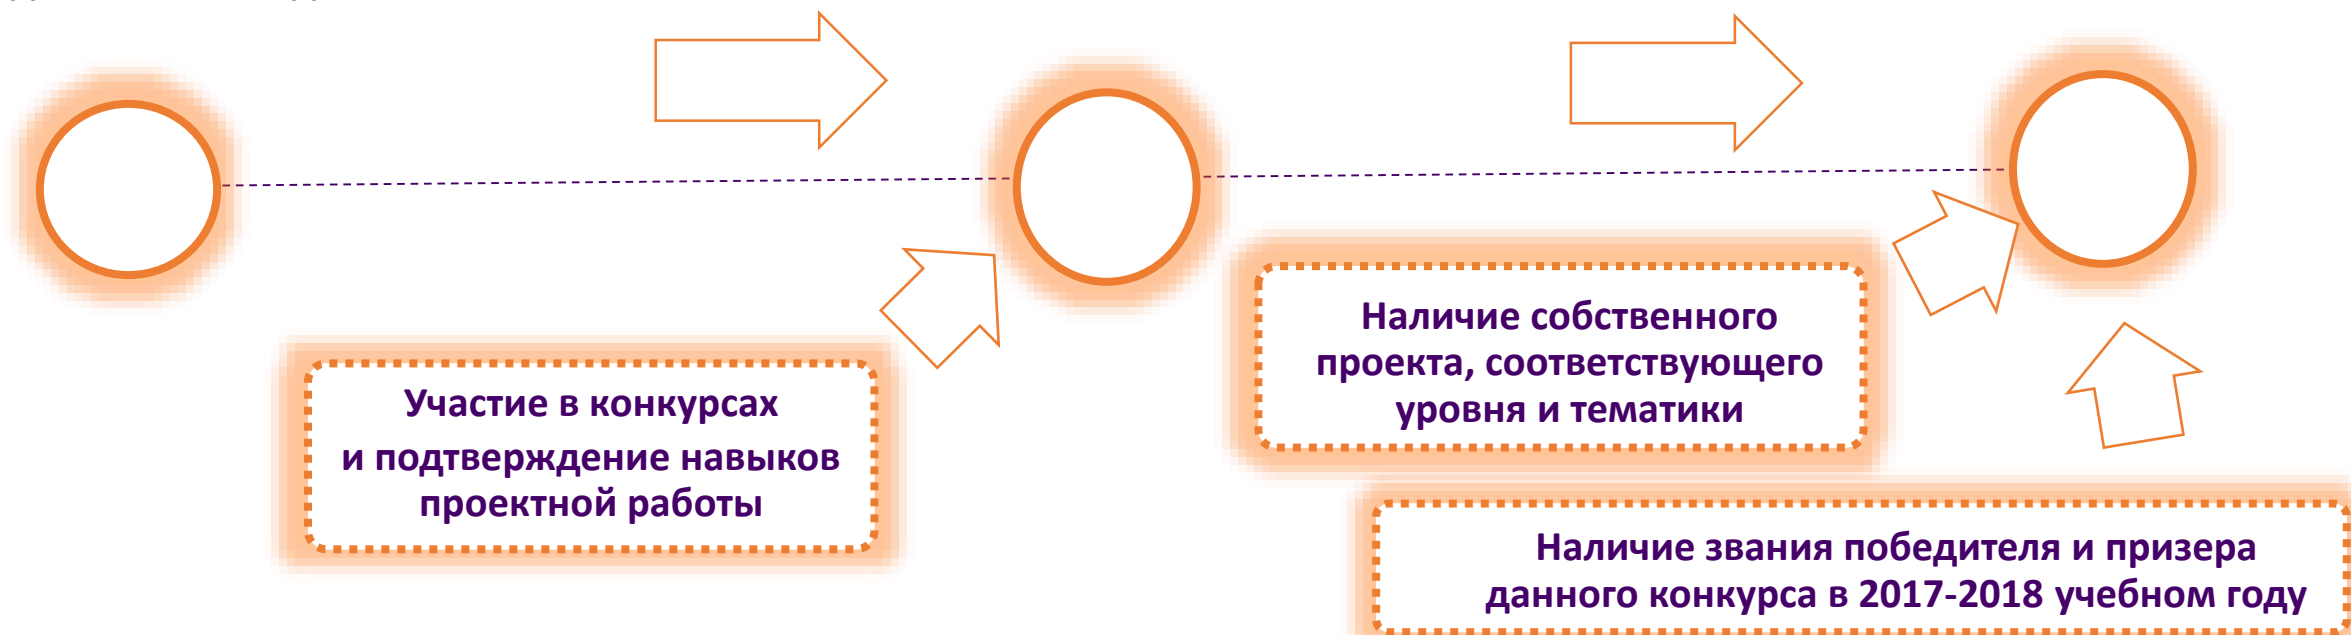 Участие в конкурсах
и подтверждение навыков
проектной работы
Наличие собственного
проекта, соответствующего
уровня и тематики
Наличие звания победителя и призера
данного конкурса в 2017-2018 учебном году